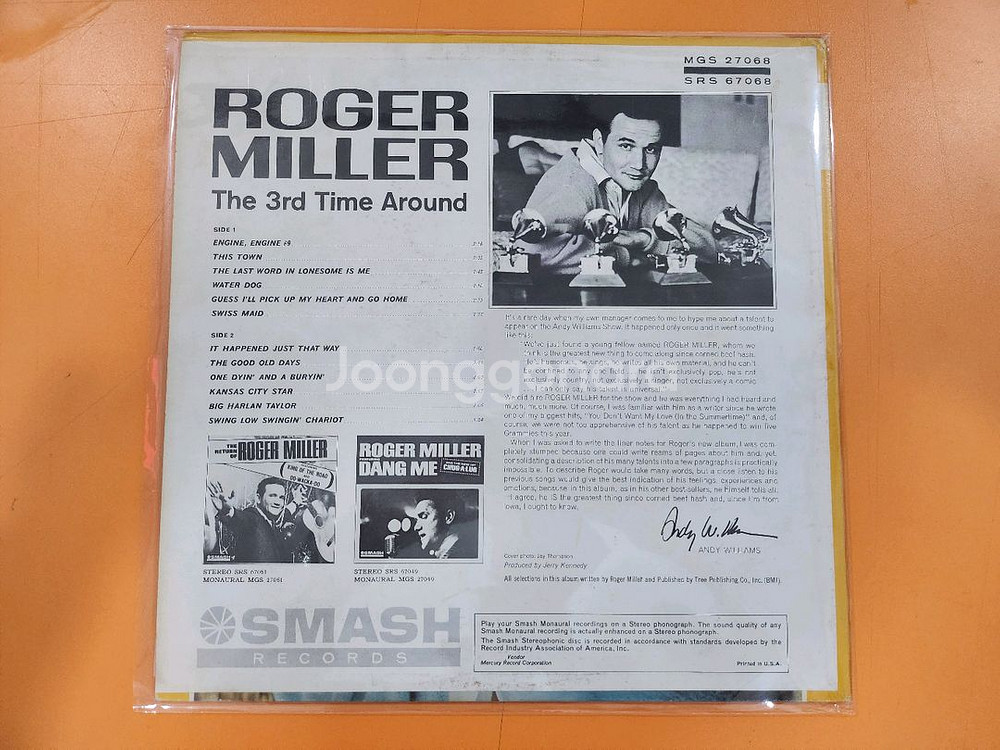 MGS 27068
SRS 67068
ROGER
MILLER
The 3rd Time Around
SIDE 1
ENGINE, ENGINE #9
THIS TOWN
THE LAST WORD IN LONESOME IS ME
WATER DOG
GUESS I'LL PICK UP MY HEART AND GO HOME
SWISS MAID
SIDE 2
IT HAPPENED JUST THAT WAY
THE GOOD OLD DAYS
ONE DYIN' AND A BURYIN'
KANSAS CITY STAR
BIG HARLAN TAYLOR
SWING LOW SWINGIN' CHARIOT
It's a rare day when my own manager comes to me to hype me about a talent to
appear on the Andy Williams Show. It happened only once and it went something
like this:
"We've just found a young fellow named ROGER MILLER, whom we
think is the greatest new thing to come along since corned beef hash.
He's humorous, he sings, he writes all his own material, and he can't
be confined to any one field. He isn't exclusively pop, he's not
exclusively country, not exclusively a singer, not exclusively a comic.
I can only say, his talent is universal."
We did hire ROGER MILLER for the show and he was everything I had heard and
much, much more. Of course, I was familiar with him as a writer since he wrote
one of my biggest hits, "You Don't Want My Love (In the Summertime)" and, of
course, we were not too apprehensive of his talent as he happened to win five
Grammies this year.
When I was asked to write the liner notes for Roger's new album, I was com-
pletely stumped because one could write reams of pages about him and, yet,
consolidating a description of his many talents into a few paragraphs is practically
impossible. To describe Roger would take many words, but a close listen to his
previous songs would give the best indication of his feelings, experiences and
emotions, because in this album, as in his other best-sellers, he himself tells all.
I agree, he IS the greatest thing since corned beef hash and, since I'm from
Iowa, I ought to know.
Andy Williams
ANDY WILLIAMS
Cover photo: Jay Thompson
Produced by Jerry Kennedy
All selections in this album written by Roger Miller and Published by Tree Publishing Co., Inc. (BMI).
THE RETURN OF ROGER MILLER
KING OF THE ROAD
DO-WACKA-DO
SMASH
STEREO SRS 67061
MONAURAL MGS 27061
ROGER MILLER
DANG ME
CHUG-A-LUG
SMASH
STEREO SRS 67049
MONAURAL MGS 27049
SMASH
RECORDS
Play your Smash Monaural recordings on a Stereo phonograph. The sound quality of any
Smash Monaural recording is actually enhanced on a Stereo phonograph.
The Smash Stereophonic disc is recorded in accordance with standards developed by the
Record Industry Association of America, Inc.
Vendor
Mercury Record Corporation
Printed in U.S.A.